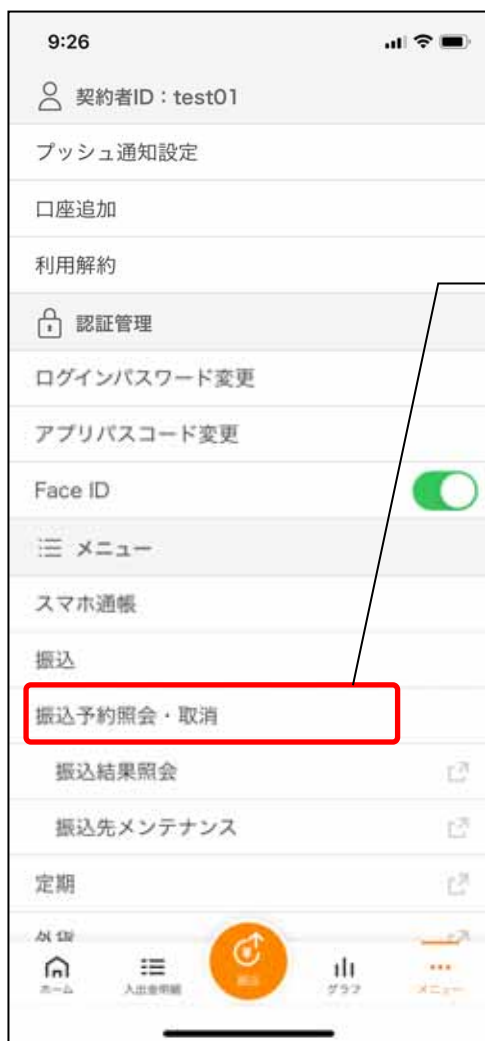 9:26
契約者ID：test01
プッシュ通知設定
口座追加
利用解約
認証管理
ログインパスワード変更
アプリパスコード変更
Face ID
メニュー
スマホ通帳
振込
振込予約照会・取消
振込結果照会
振込先メンテナンス
定期
ホーム
入出金明細
グラフ
メニュー